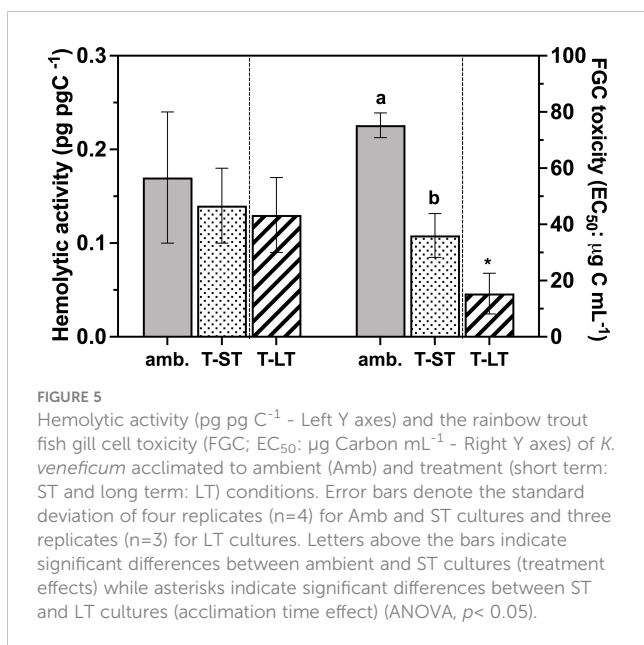 0.3
0.2
0.1
0.0
Hemolytic activity (pg pgC⁻¹)
a
b
*
amb. T-ST T-LT amb. T-ST T-LT
100
80
60
40
20
0
FGC toxicity (EC₅₀: µg C mL⁻¹)
FIGURE 5
Hemolytic activity (pg pg C⁻¹ - Left Y axes) and the rainbow trout
fish gill cell toxicity (FGC; EC₅₀: µg Carbon mL⁻¹ - Right Y axes) of K.
veneficum acclimated to ambient (Amb) and treatment (short term:
ST and long term: LT) conditions. Error bars denote the standard
deviation of four replicates (n=4) for Amb and ST cultures and three
replicates (n=3) for LT cultures. Letters above the bars indicate
significant differences between ambient and ST cultures (treatment
effects) while asterisks indicate significant differences between ST
and LT cultures (acclimation time effect) (ANOVA, p< 0.05).